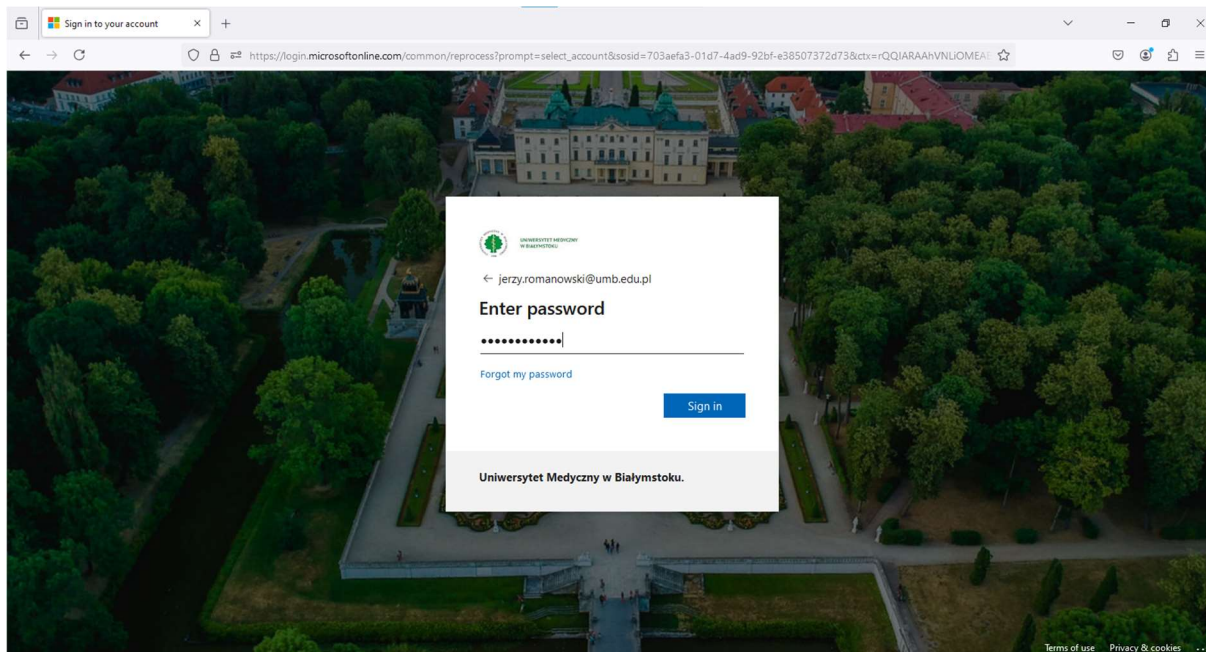 Sign in to your account
https://login.microsoftonline.com/common/reprocess?prompt=select_account&sosid=703aefa3-01d7-4ad9-92bf-e38507372d73&ctx=rQQIARAAhVNLiOMEAE
UNIWERSYTET MEDYCZNY
W BIAŁYMSTOKU
jerzy.romanowski@umb.edu.pl
Enter password
••••••••••••
Forgot my password
Sign in
Uniwersytet Medyczny w Białymstoku.
Terms of use Privacy & cookies ...